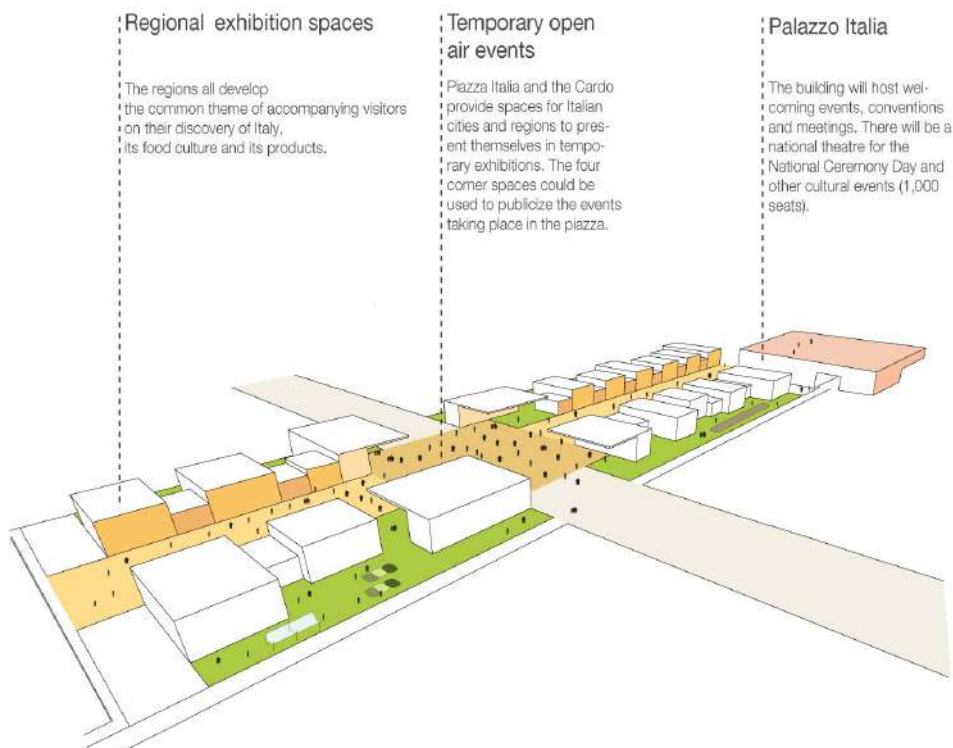 Regional exhibition spaces
The regions all develop
the common theme of accompanying visitors
on their discovery of Italy,
its food culture and its products.
Temporary open
air events
Piazza Italia and the Cardo
provide spaces for Italian
cities and regions to pres-
ent themselves in tempo-
rary exhibitions. The four
corner spaces could be
used to publicize the events
taking place in the piazza.
Palazzo Italia
The building will host wel-
coming events, conventions
and meetings. There will be a
national theatre for the
National Ceremony Day and
other cultural events (1,000
seats).